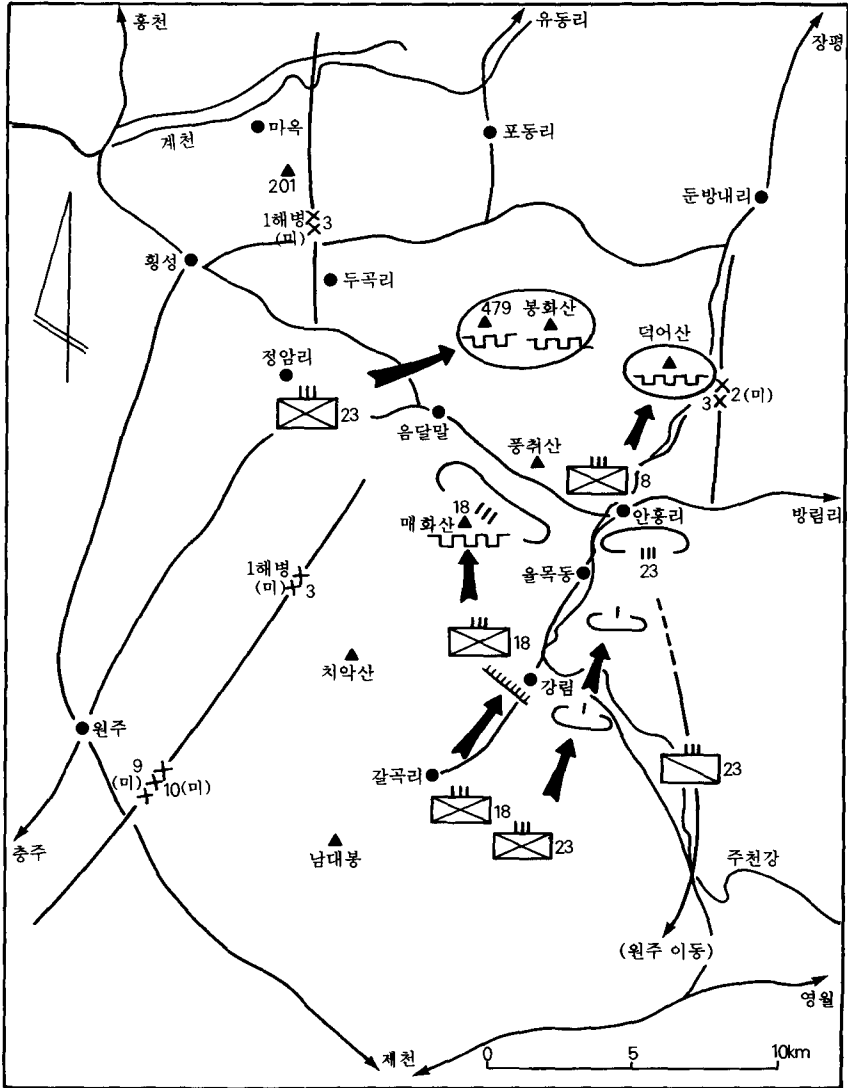 홍천
유동리
장평
계천
마옥
201
포동리
둔방내리
1해병
(미)
3
횡성
두곡리
479
봉화산
덕어산
정암리
23
2(미)
3
음달말
풍취산
18
매화산
18
안흥리
방림리
23
율목동
1해병
(미)
3
18
치악산
강림
원주
9
(미)
10(미)
갈곡리
18
23
23
충주
남대봉
주천강
(원주 이동)
영월
제천
0 5 10km